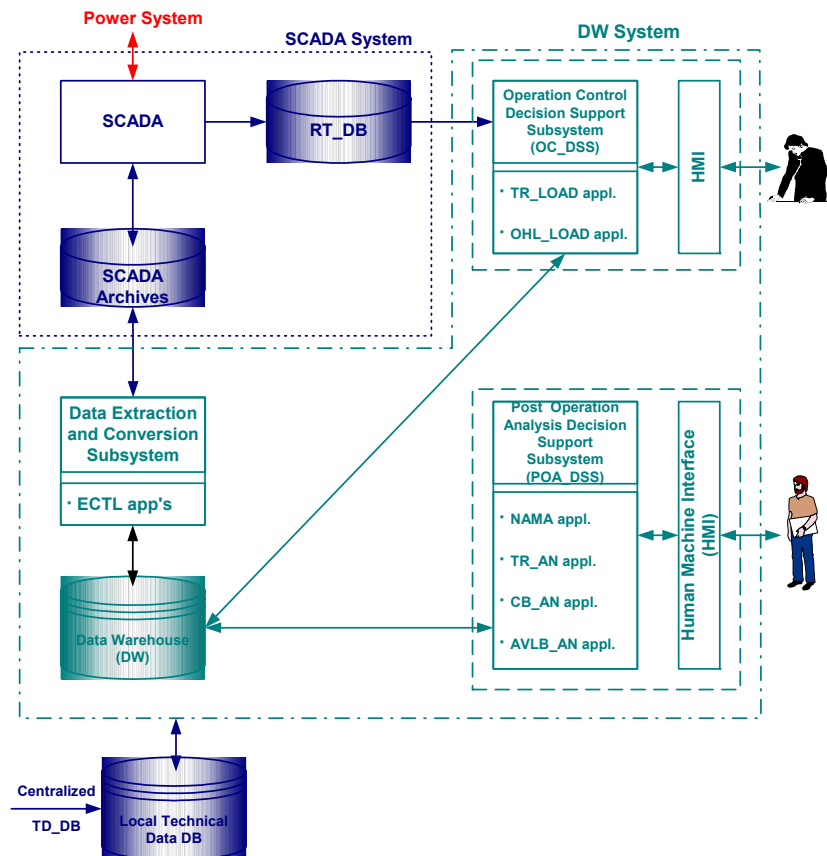 Power System
SCADA System
DW System
SCADA
RT_DB
Operation Control
Decision Support
Subsystem
(OC_DSS)
· TR_LOAD appl.
· OHL_LOAD appl.
HMI
SCADA
Archives
Data Extraction
and Conversion
Subsystem
· ECTL app's
Post Operation
Analysis Decision
Support
Subsystem
(POA_DSS)
· NAMA appl.
· TR_AN appl.
· CB_AN appl.
· AVLB_AN appl.
Human Machine Interface
(HMI)
Data Warehouse
(DW)
Centralized
TD_DB
Local Technical
Data DB